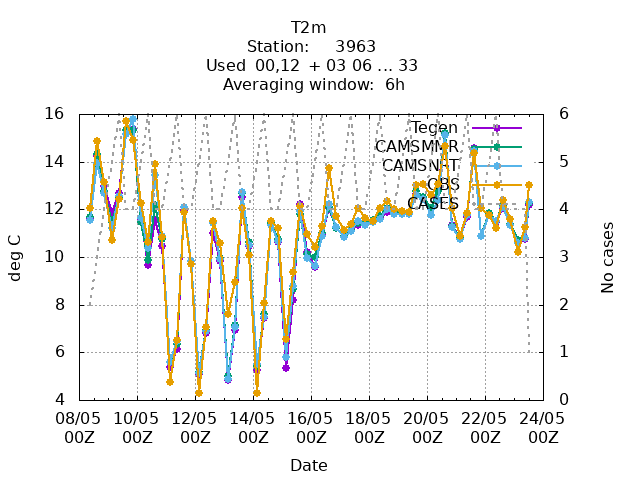 T2m
Station: 3963
Used 00,12 + 03 06 ... 33
Averaging window: 6h
16
14
12
10
8
6
4
6
5
4
3
2
1
0
deg C
No cases
Tegen
CAMSMMR
CASES
08/05 10/05 12/05 14/05 16/05 18/05 20/05 22/05 24/05
00Z 00Z 00Z 00Z 00Z 00Z 00Z 00Z 00Z
Date